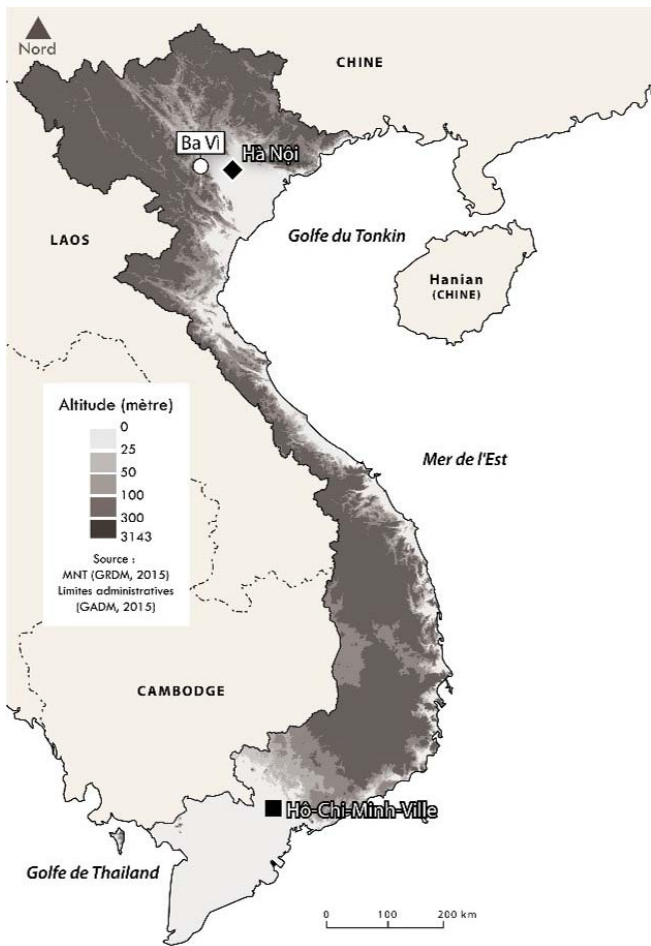 Nord
CHINE
Ba Vì
Hà Nội
LAOS
Golfe du Tonkin
Hanian
(CHINE)
Altitude (mètre)
0
25
50
100
300
3143
Source :
MNT (GRDM, 2015)
Limites administratives
(GADM, 2015)
Mer de l'Est
CAMBODGE
Hô-Chi-Minh-Ville
Golfe de Thailand
0 100 200 km